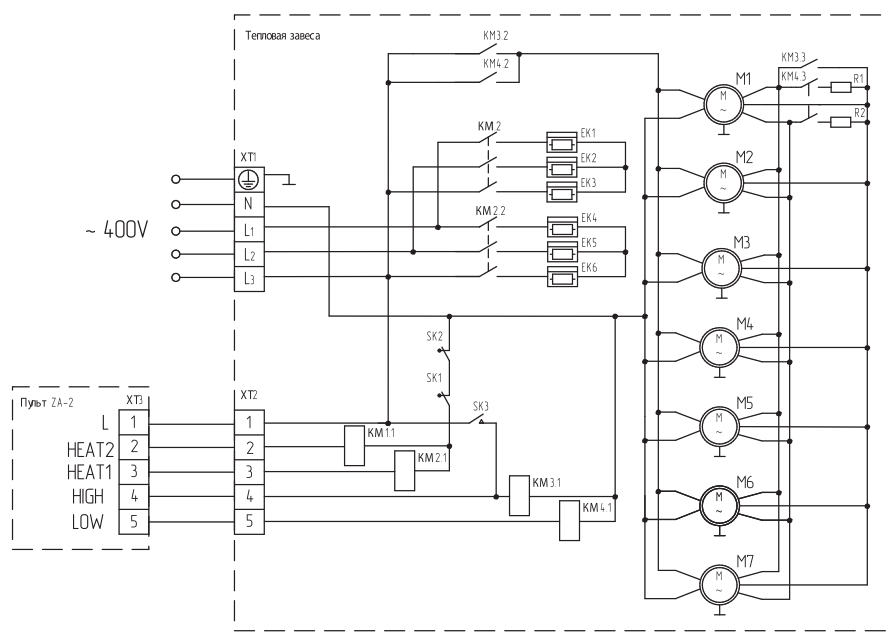 Тепловая завеса
KM3.2
KM4.2
KM3.3
KM4.3
R1
R2
M1
M
~
KM.2
EK1
EK2
EK3
XT1
N
L1
L2
L3
~ 400V
KM2.2
EK4
EK5
EK6
M2
M
~
M3
M
~
M4
M
~
M5
M
~
M6
M
~
M7
M
~
SK2
SK1
SK3
Пульт ZA-2
XT3
XT2
L 1 1
HEAT2 2 2
HEAT1 3 3
HIGH 4 4
LOW 5 5
KM1.1
KM2.1
KM3.1
KM4.1